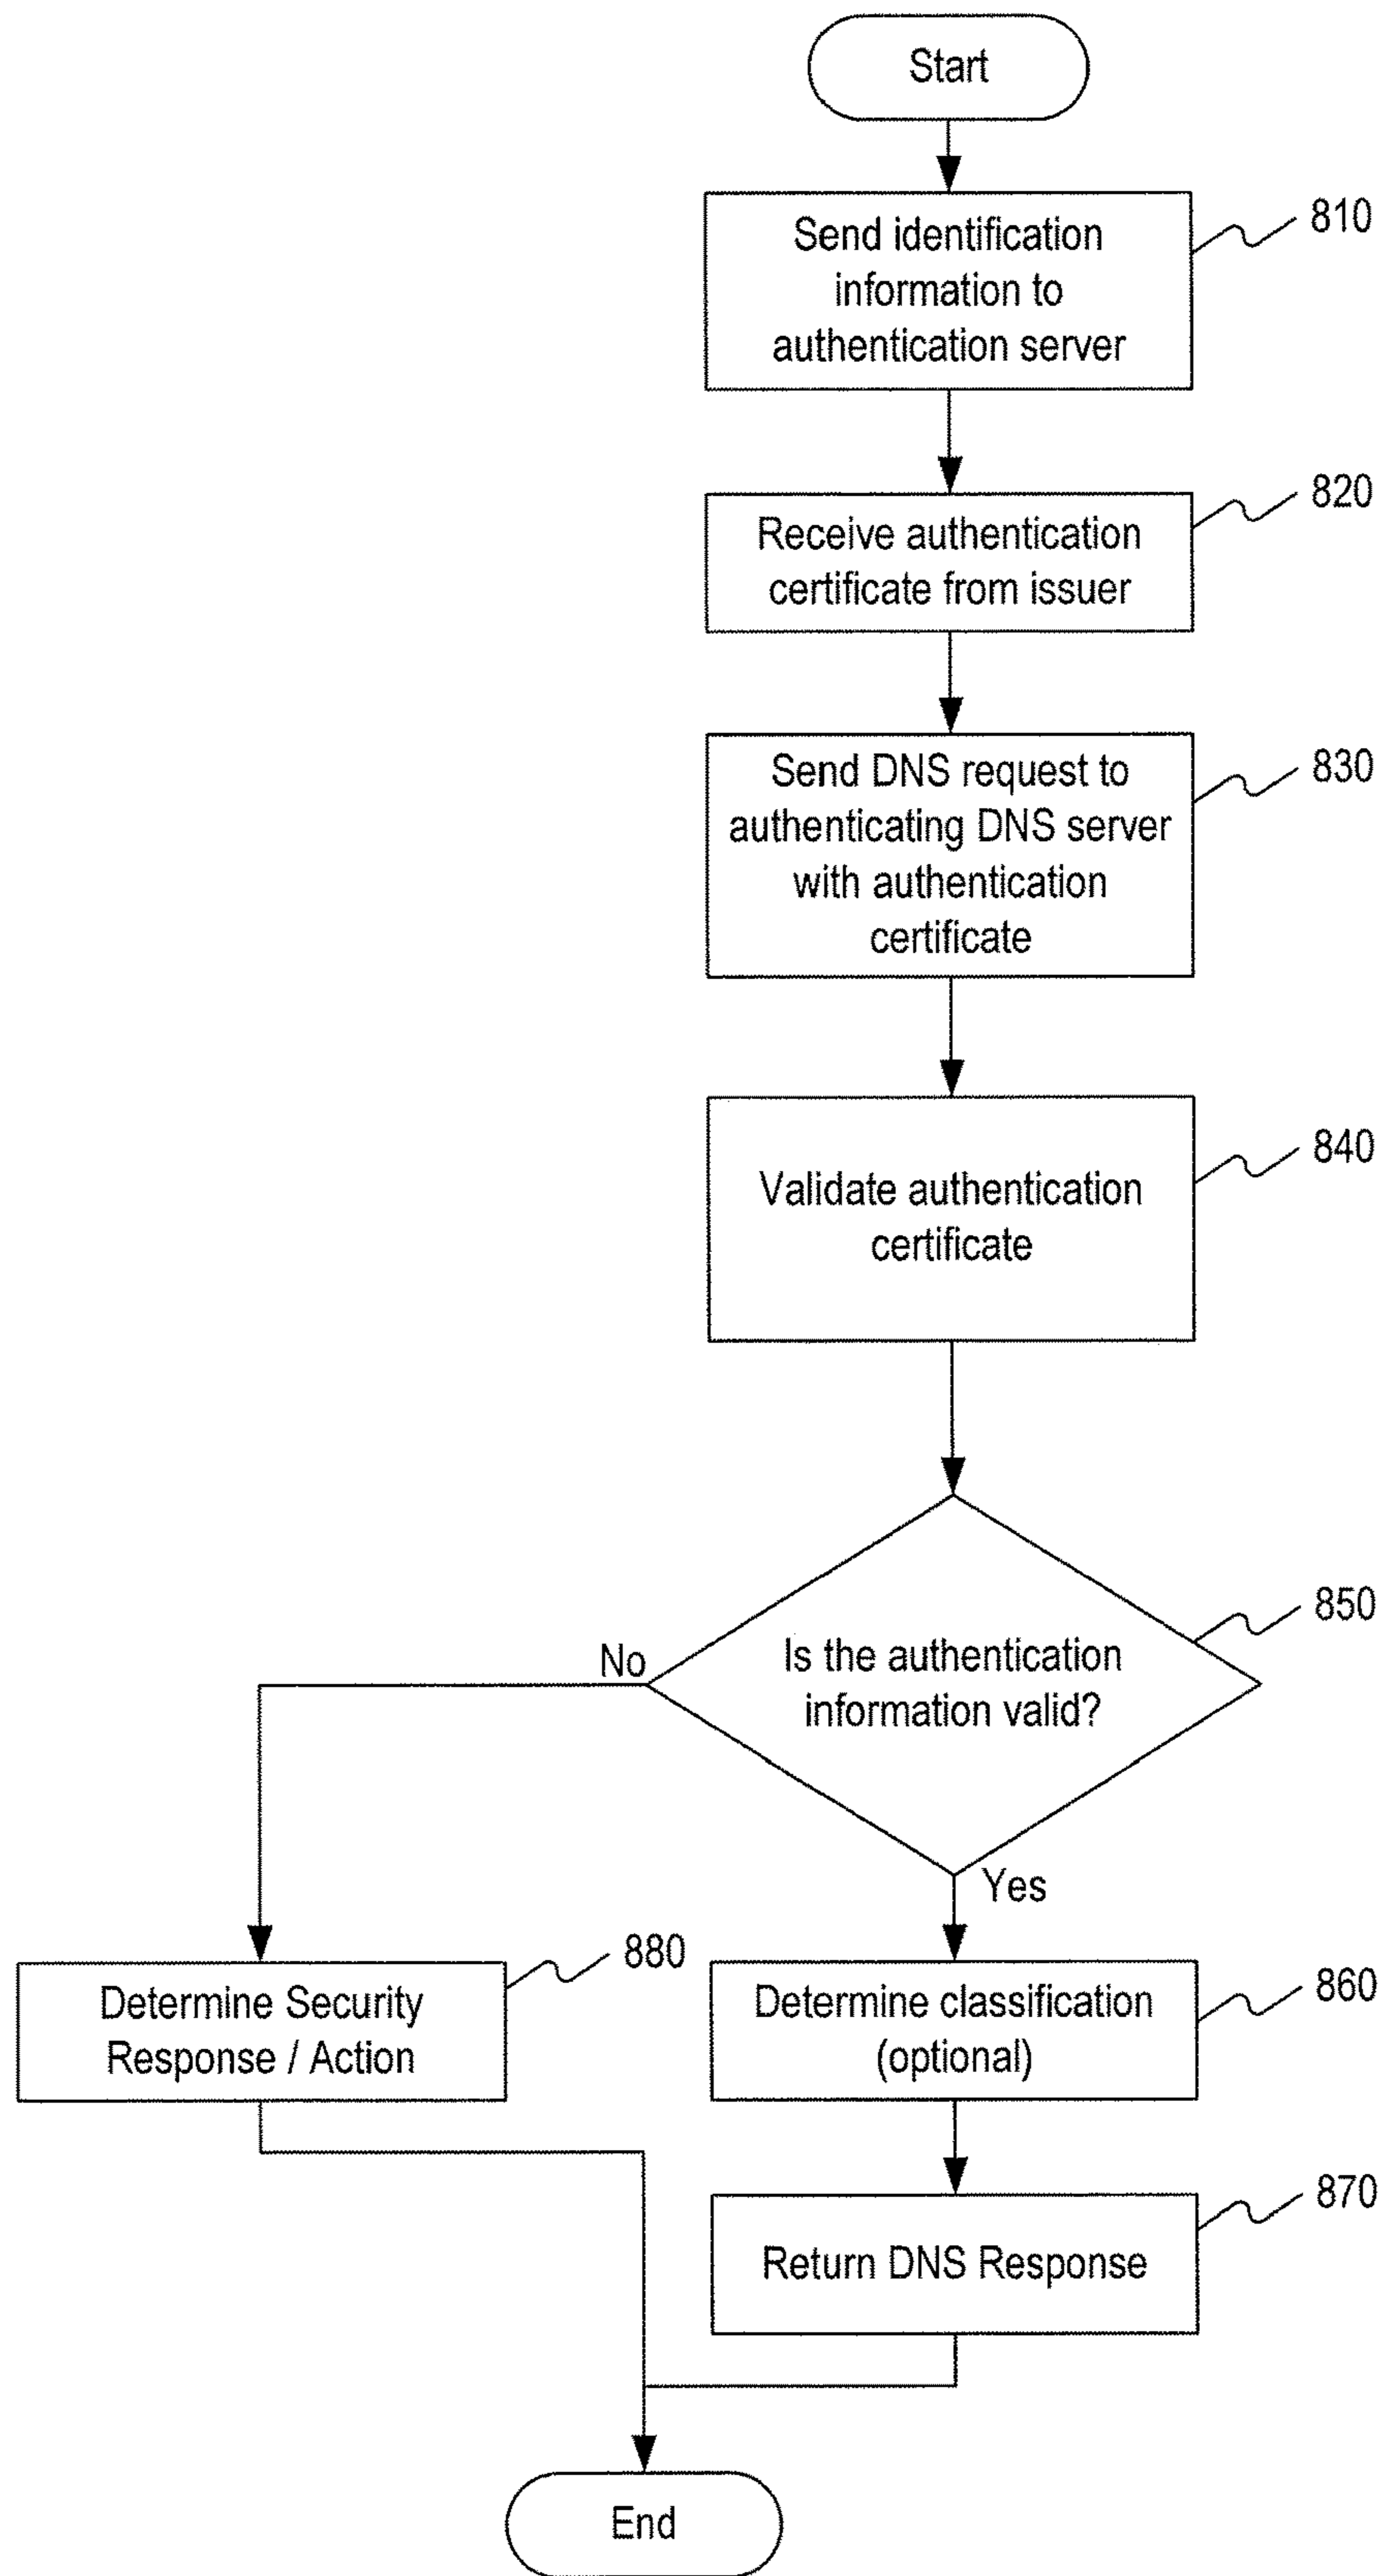 Start
Send identification
information to
authentication server
810
Receive authentication
certificate from issuer
820
Send DNS request to
authenticating DNS server
with authentication
certificate
830
Validate authentication
certificate
840
Is the authentication
information valid?
850
No
Yes
Determine Security
Response / Action
880
Determine classification
(optional)
860
Return DNS Response
870
End